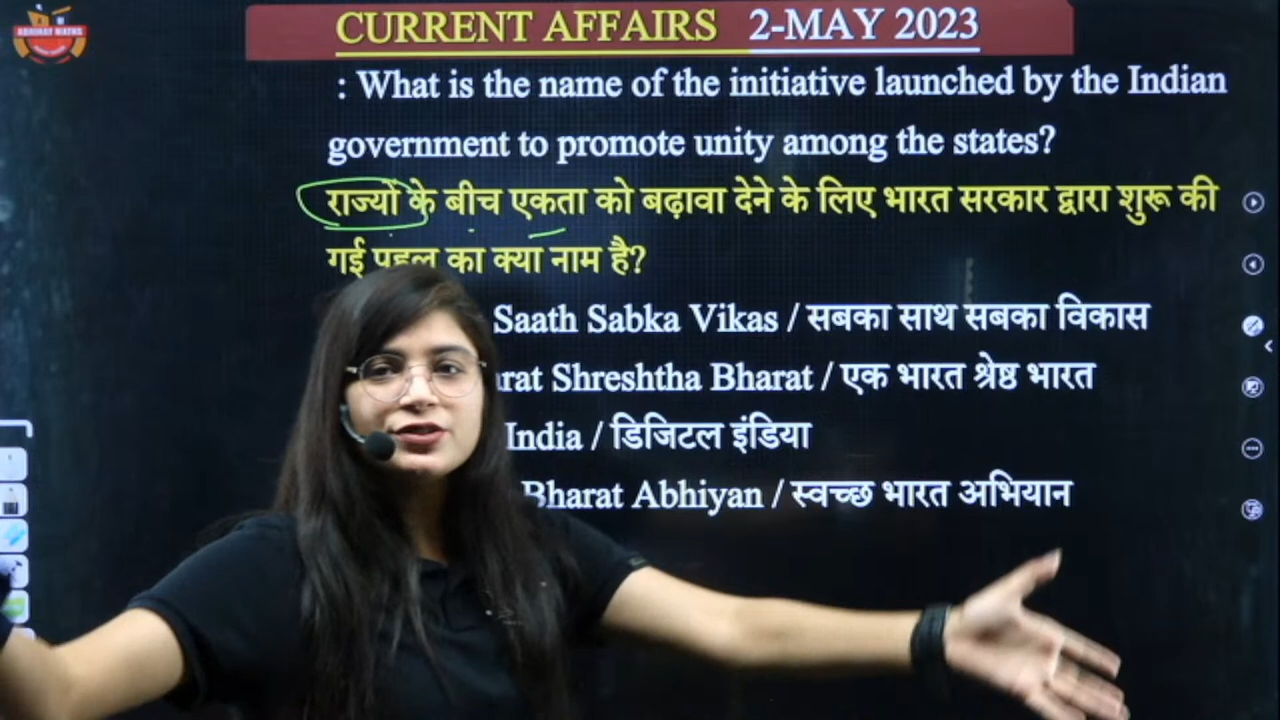 ABHINAY MATHS
CURRENT AFFAIRS 2-MAY 2023
: What is the name of the initiative launched by the Indian
government to promote unity among the states?
राज्यों के बीच एकता को बढ़ावा देने के लिए भारत सरकार द्वारा शुरू की
गई पहल का क्या नाम है?
Saath Sabka Vikas / सबका साथ सबका विकास
rat Shreshtha Bharat / एक भारत श्रेष्ठ भारत
India / डिजिटल इंडिया
Bharat Abhiyan / स्वच्छ भारत अभियान